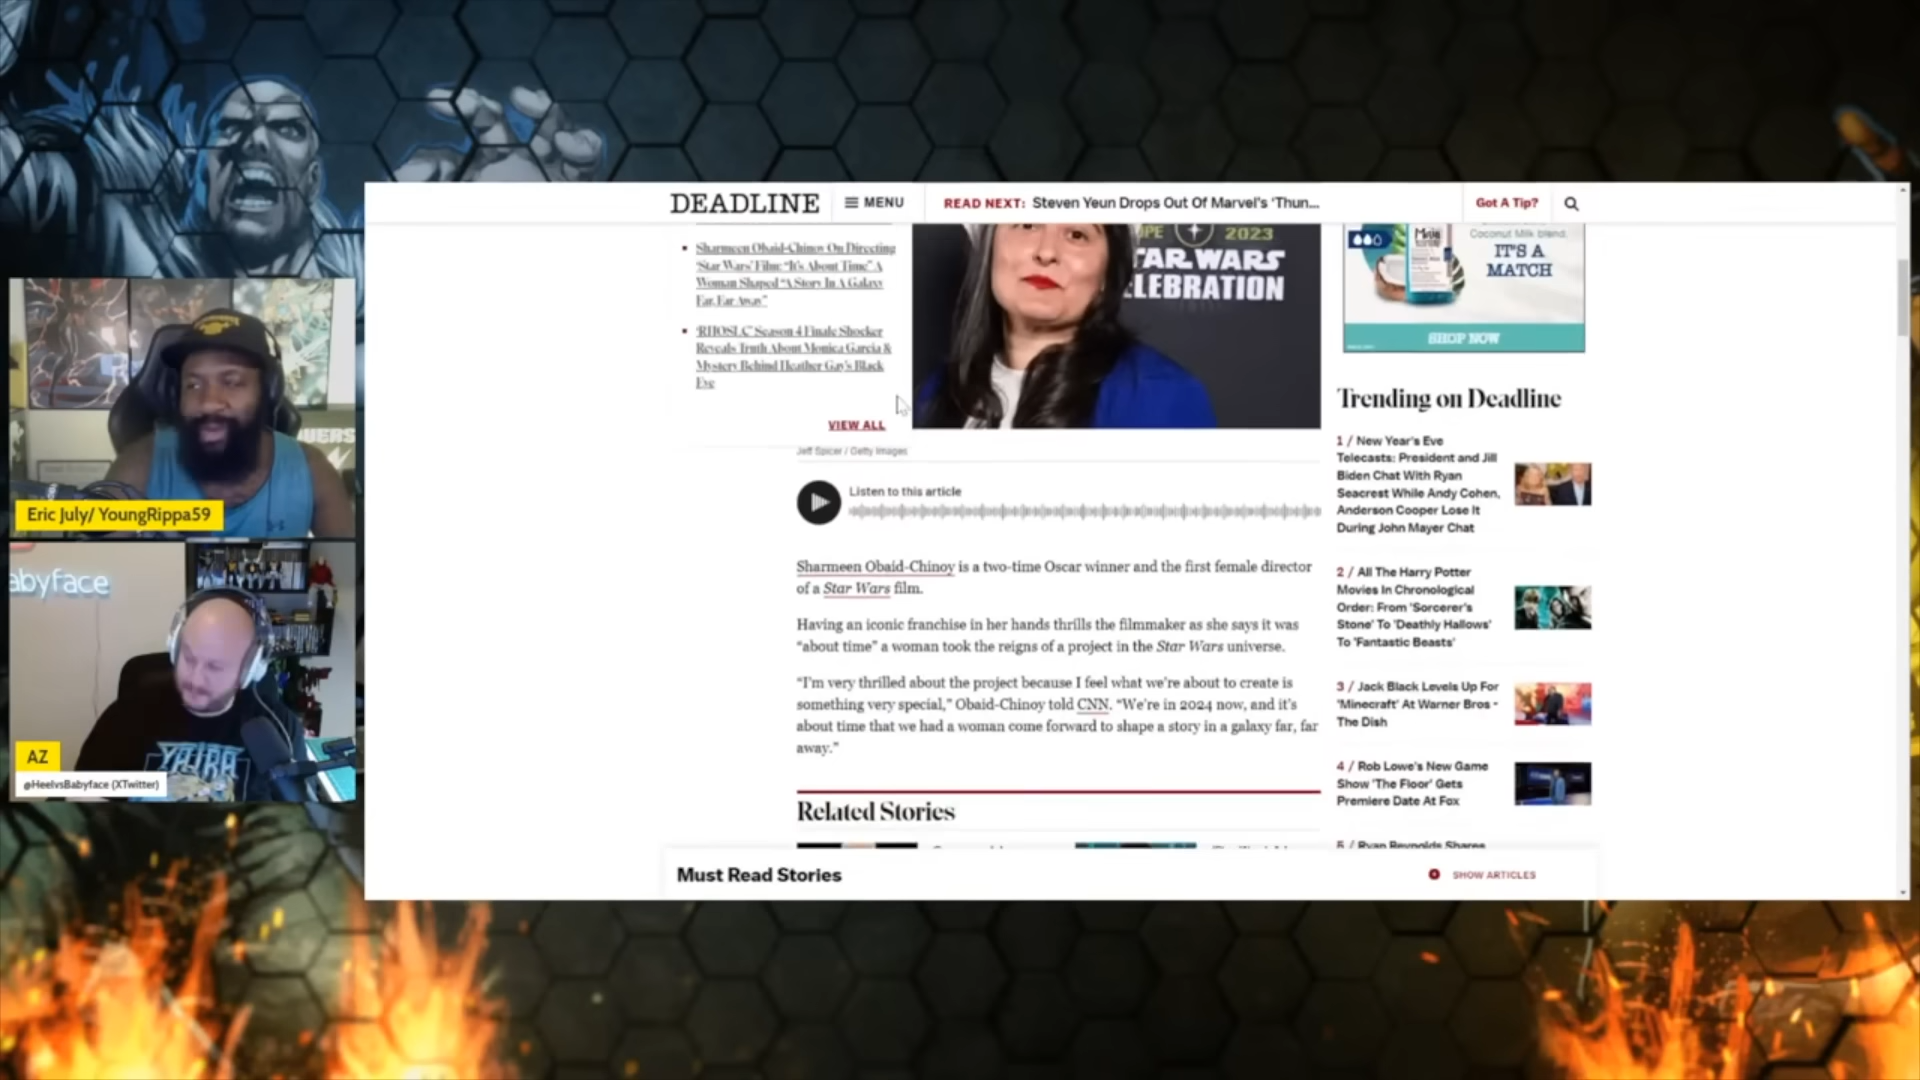 DEADLINE
MENU
READ NEXT: Steven Yeun Drops Out Of Marvel's 'Thun...
Got A Tip?
Sharmeen Obaid-Chinoy On Directing
'Star Wars' Film: "It's About Time" A
Woman Shaped "A Story In A Galaxy
Far, Far Away"
'RHOSLC' Season 4 Finale Shocker
Reveals Truth About Monica Garcia &
Mystery Behind Heather Gay's Black
Eye
VIEW ALL
2023
STAR WARS
CELEBRATION
Jeff Spicer / Getty Images
Listen to this article
Sharmeen Obaid-Chinoy is a two-time Oscar winner and the first female director
of a Star Wars film.
Having an iconic franchise in her hands thrills the filmmaker as she says it was
"about time" a woman took the reigns of a project in the Star Wars universe.
"I'm very thrilled about the project because I feel what we're about to create is
something very special," Obaid-Chinoy told CNN. "We're in 2024 now, and it's
about time that we had a woman come forward to shape a story in a galaxy far, far
away."
Related Stories
Must Read Stories
SHOW ARTICLES
Coconut Milk blend.
IT'S A
MATCH
SHOP NOW
Trending on Deadline
1 / New Year's Eve
Telecasts: President and Jill
Biden Chat With Ryan
Seacrest While Andy Cohen,
Anderson Cooper Lose It
During John Mayer Chat
2 / All The Harry Potter
Movies In Chronological
Order: From 'Sorcerer's
Stone' To 'Deathly Hallows'
To 'Fantastic Beasts'
3 / Jack Black Levels Up For
'Minecraft' At Warner Bros -
The Dish
4 / Rob Lowe's New Game
Show 'The Floor' Gets
Premiere Date At Fox
5 / Ryan Reynolds Shares
Eric July/ YoungRippa59
abyface
YAIRA
AZ
@HeelvsBabyface (XTwitter)